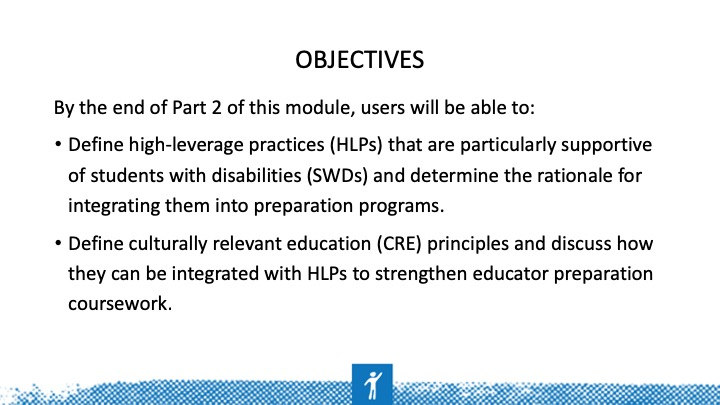 OBJECTIVES
By the end of Part 2 of this module, users will be able to:
• Define high-leverage practices (HLPs) that are particularly supportive
of students with disabilities (SWDs) and determine the rationale for
integrating them into preparation programs.
• Define culturally relevant education (CRE) principles and discuss how
they can be integrated with HLPs to strengthen educator preparation
coursework.